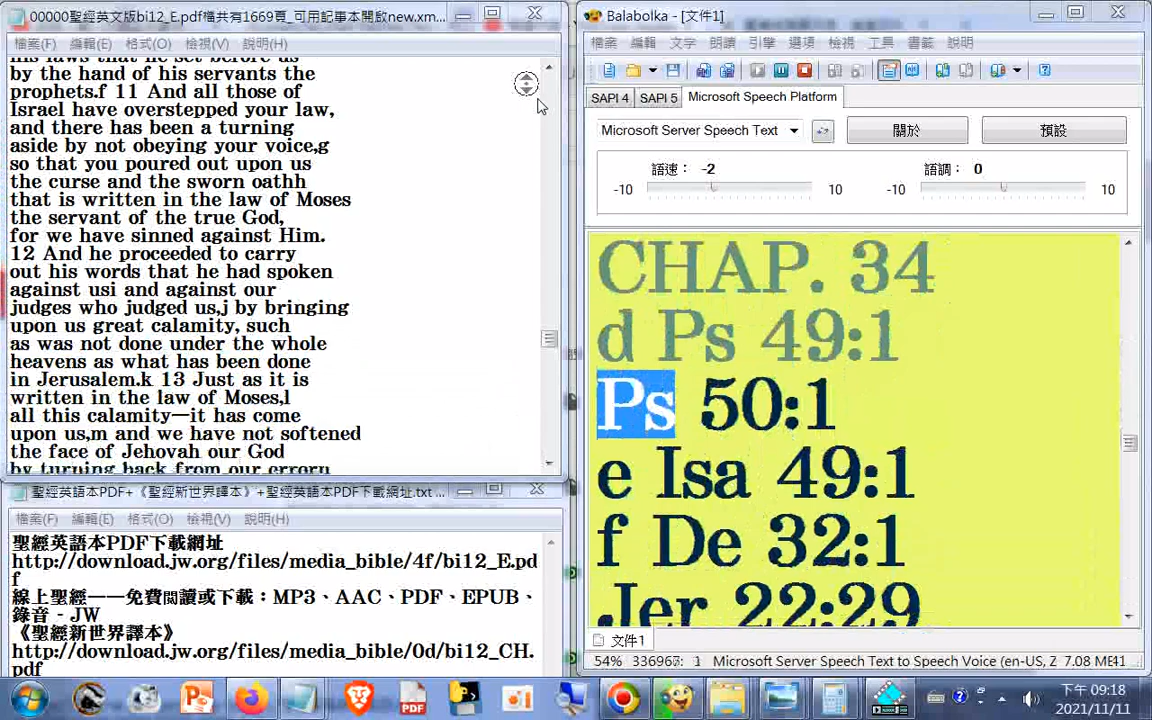 00000聖經英文版bi12_E.pdf檔共有1669頁_可用記事本開啟new.xm...
檔案(F) 編輯(E) 格式(O) 檢視(V) 說明(H)
his laws that he set before us
by the hand of his servants the
prophets.f 11 And all those of
Israel have overstepped your law,
and there has been a turning
aside by not obeying your voice,g
so that you poured out upon us
the curse and the sworn oathh
that is written in the law of Moses
the servant of the true God,
for we have sinned against Him.
12 And he proceeded to carry
out his words that he had spoken
against usi and against our
judges who judged us,j by bringing
upon us great calamity, such
as was not done under the whole
heavens as what has been done
in Jerusalem.k 13 Just as it is
written in the law of Moses,l
all this calamity—it has come
upon us,m and we have not softened
the face of Jehovah our God
by turning back from our errorn
聖經英語本PDF+《聖經新世界譯本》+聖經英語本PDF下載網址.txt ...
檔案(F) 編輯(E) 格式(O) 檢視(V) 說明(H)
聖經英語本PDF下載網址
http://download.jw.org/files/media_bible/4f/bi12_E.pd
f
線上聖經——免費閱讀或下載：MP3、AAC、PDF、EPUB、
錄音 - JW
《聖經新世界譯本》
http://download.jw.org/files/media_bible/0d/bi12_CH.
pdf
Balabolka - [文件1]
檔案 編輯 文字 朗讀 引擎 選項 檢視 工具 書籤 說明
SAPI 4 SAPI 5 Microsoft Speech Platform
Microsoft Server Speech Text 關於 預設
語速： -2 語調： 0
-10 10 -10 10
CHAP. 34
d Ps 49:1
Ps 50:1
e Isa 49:1
f De 32:1
Jer 22:29
文件1
54% 336967: 1 Microsoft Server Speech Text to Speech Voice (en-US, Z 7.08 MB
下午 09:18
2021/11/11